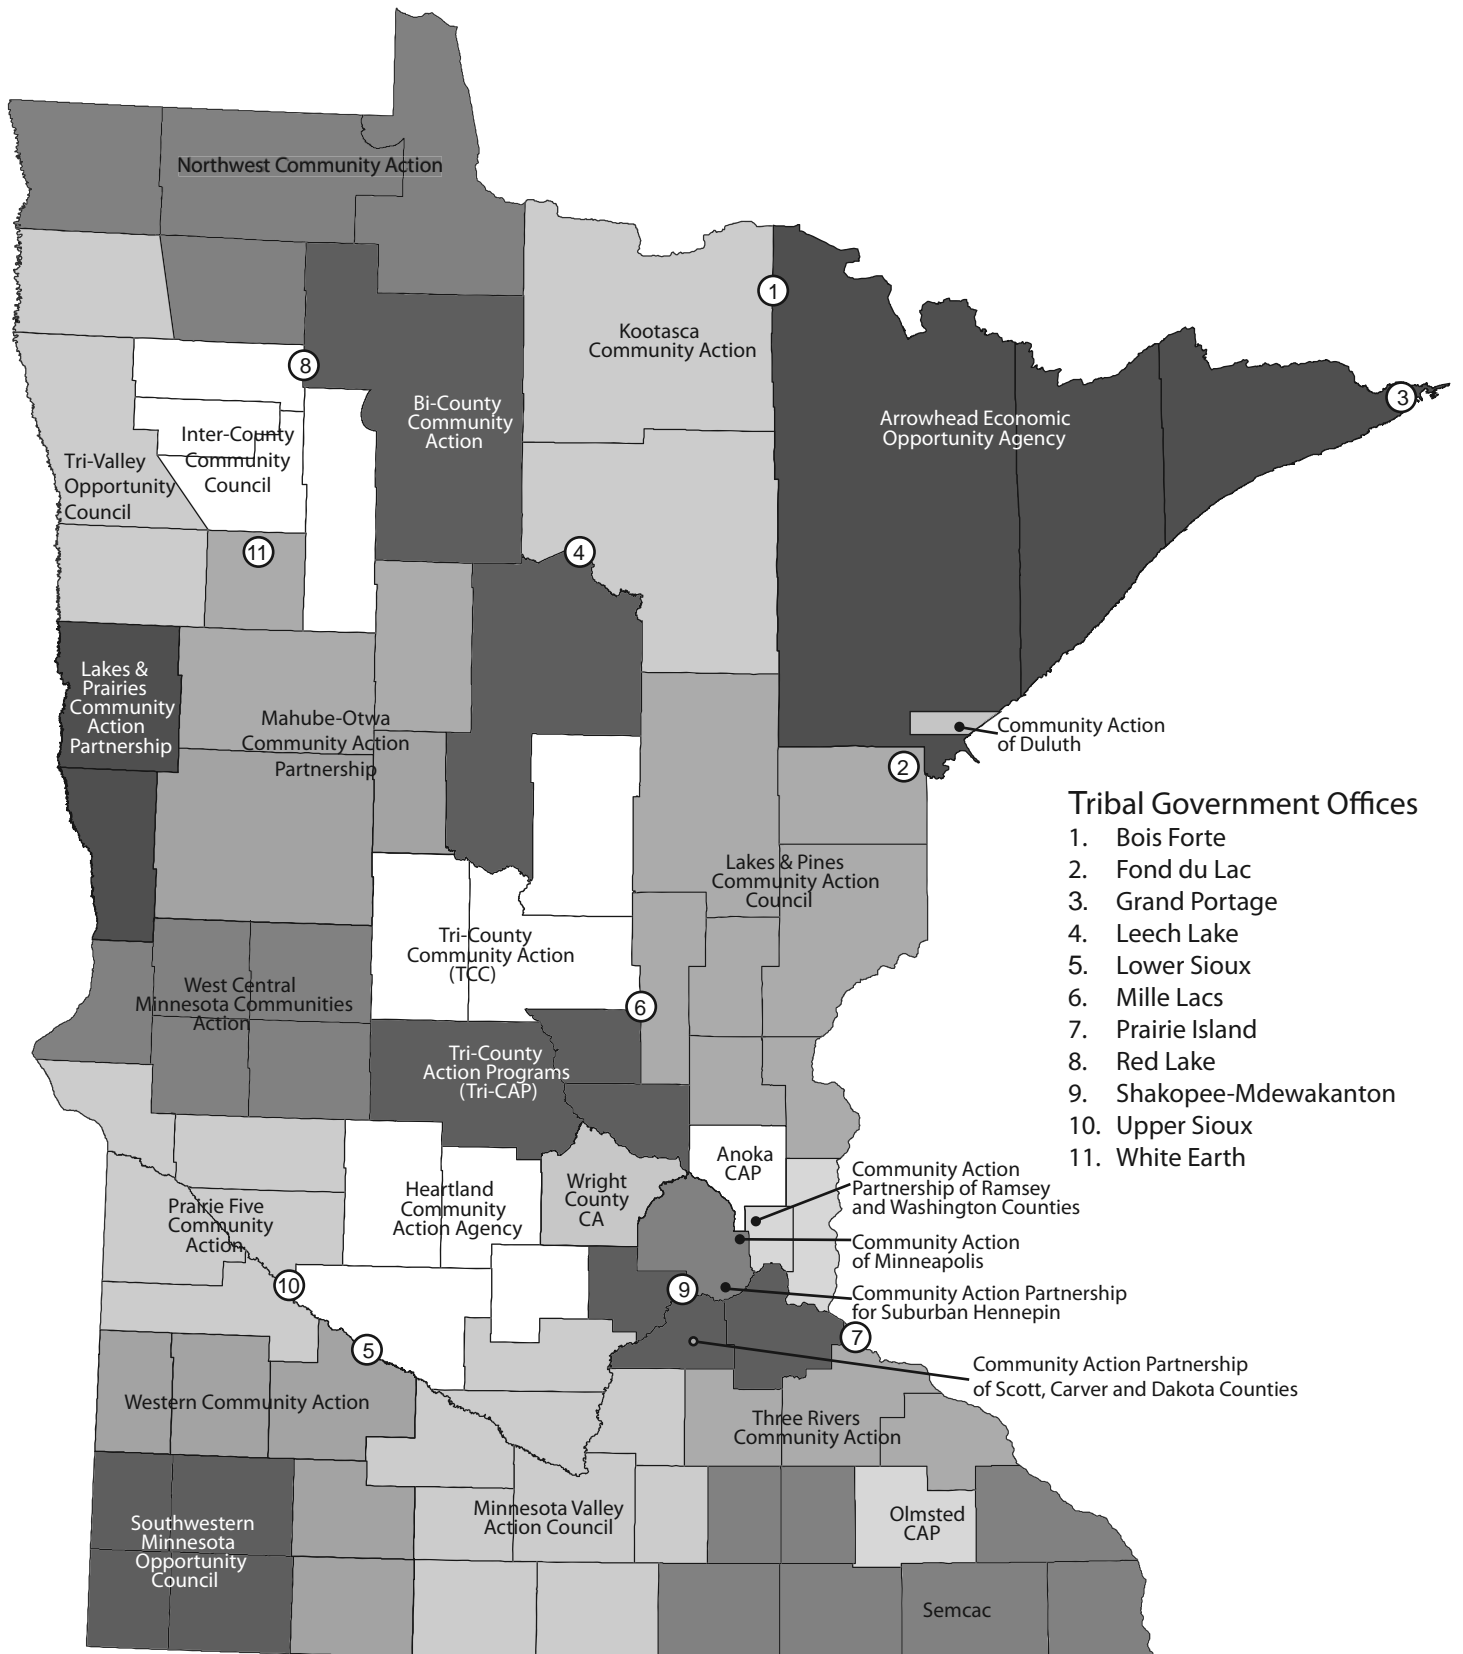 Northwest Community Action
1
Kootasca
Community Action
8
3
Bi-County
Community
Action
Arrowhead Economic
Opportunity Agency
Inter-County
Community
Council
Tri-Valley
Opportunity
Council
11
4
Lakes &
Prairies
Community
Action
Partnership
Mahube-Otwa
Community Action
Partnership
Community Action
of Duluth
2
Tribal Government Offices
1. Bois Forte
2. Fond du Lac
3. Grand Portage
4. Leech Lake
5. Lower Sioux
6. Mille Lacs
7. Prairie Island
8. Red Lake
9. Shakopee-Mdewakanton
10. Upper Sioux
11. White Earth
Lakes & Pines
Community Action
Council
Tri-County
Community Action
(TCC)
West Central
Minnesota Communities
Action
6
Tri-County
Action Programs
(Tri-CAP)
Anoka
CAP
Community Action
Partnership of Ramsey
and Washington Counties
Wright
County
CA
Heartland
Community
Action Agency
Prairie Five
Community
Action
Community Action
of Minneapolis
10
9
Community Action Partnership
for Suburban Hennepin
5
7
Community Action Partnership
of Scott, Carver and Dakota Counties
Western Community Action
Three Rivers
Community Action
Minnesota Valley
Action Council
Olmsted
CAP
Southwestern
Minnesota
Opportunity
Council
Semcac